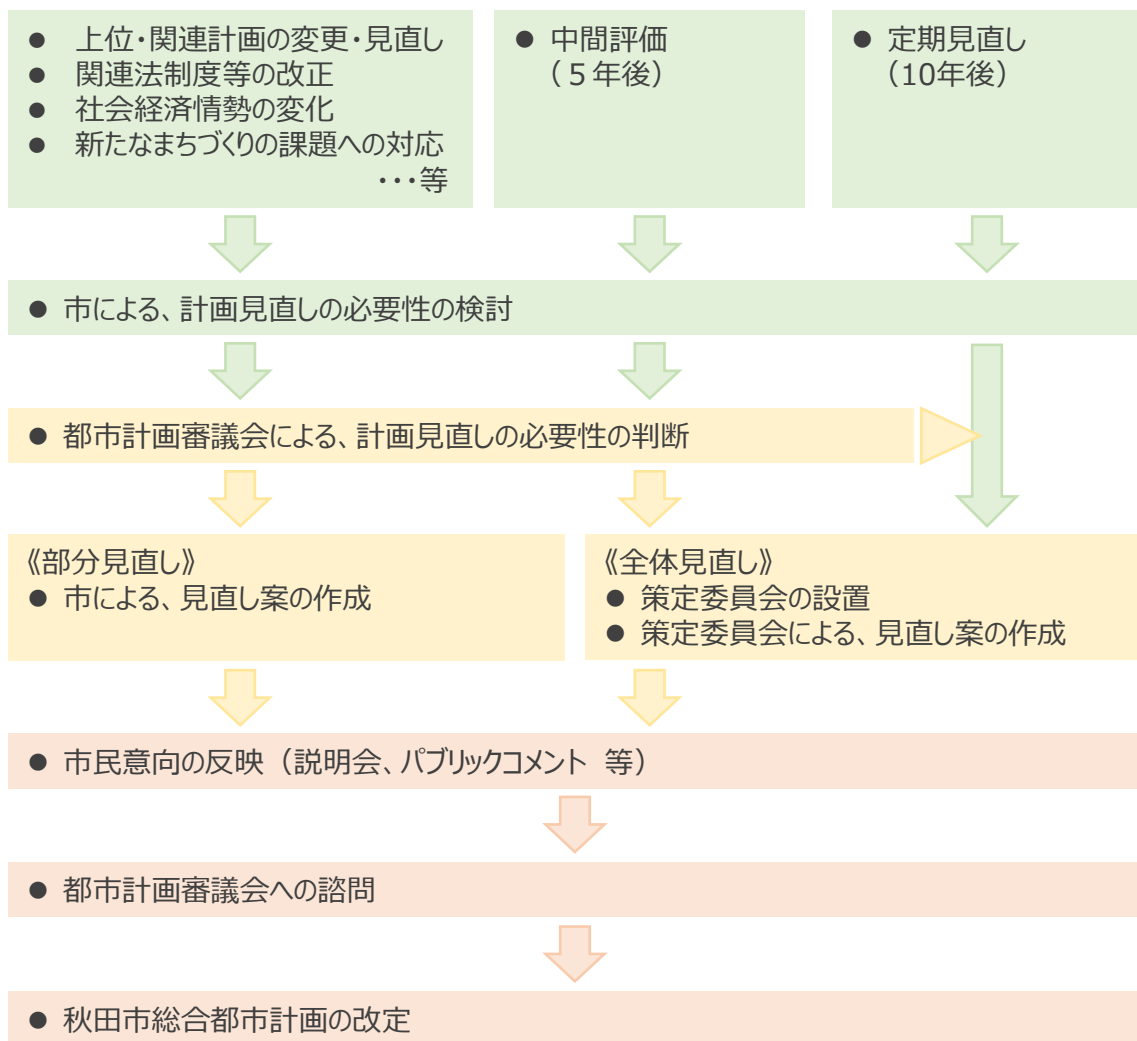 ● 上位・関連計画の変更・見直し
● 関連法制度等の改正
● 社会経済情勢の変化
● 新たなまちづくりの課題への対応
・・・等
● 中間評価
（５年後）
● 定期見直し
（10年後）
● 市による、計画見直しの必要性の検討
● 都市計画審議会による、計画見直しの必要性の判断
《部分見直し》
● 市による、見直し案の作成
《全体見直し》
● 策定委員会の設置
● 策定委員会による、見直し案の作成
● 市民意向の反映（説明会、パブリックコメント 等）
● 都市計画審議会への諮問
● 秋田市総合都市計画の改定